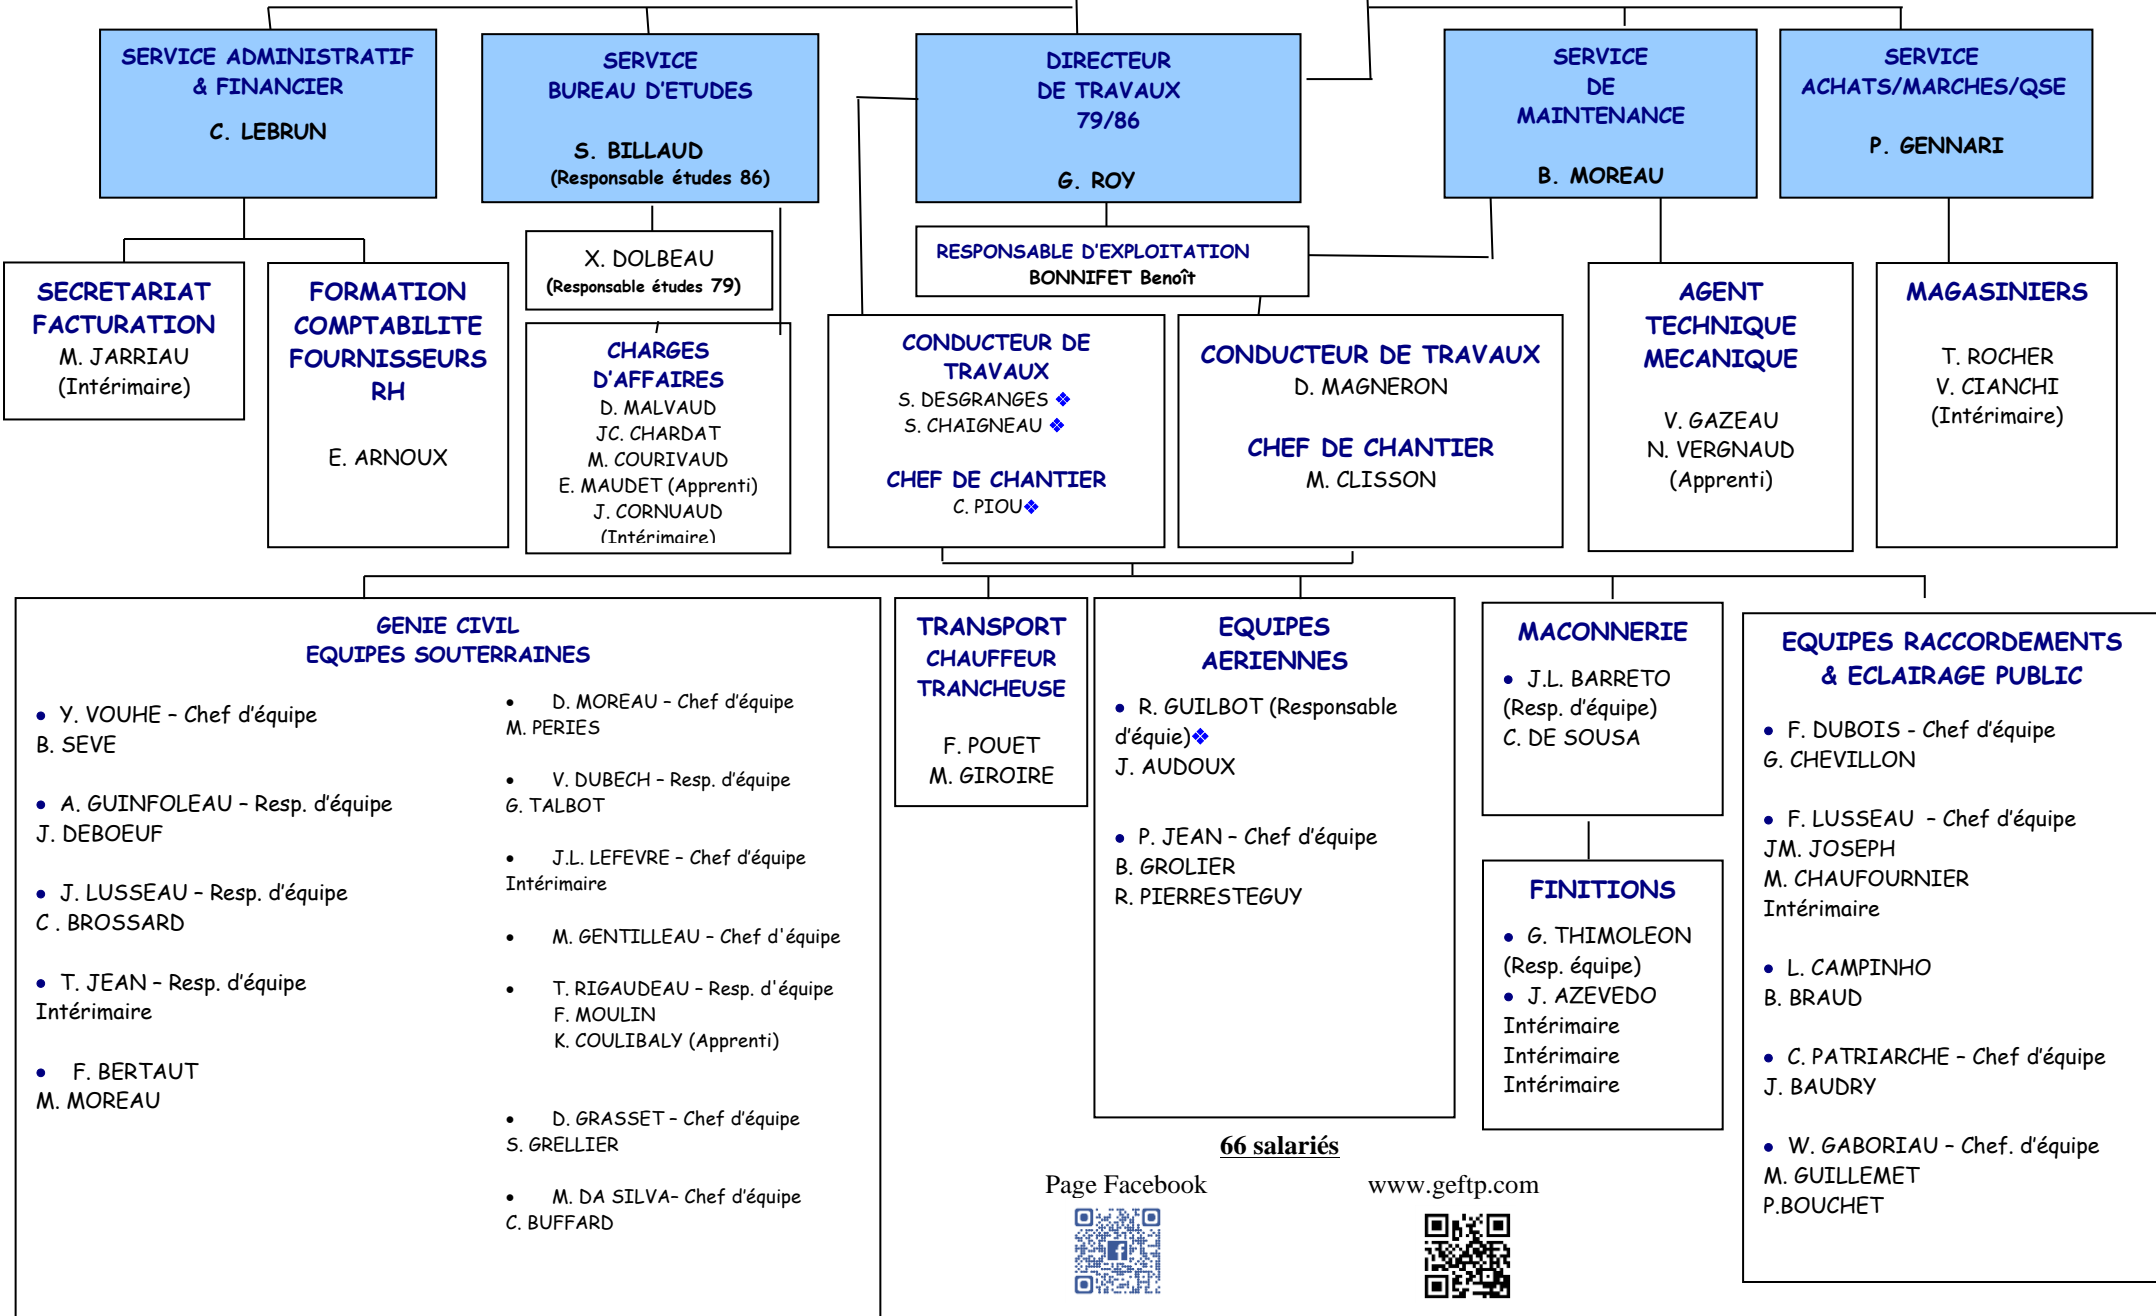 SERVICE ADMINISTRATIF
& FINANCIER
C. LEBRUN
SERVICE
BUREAU D'ETUDES
S. BILLAUD
(Responsable études 86)
DIRECTEUR
DE TRAVAUX
79/86
G. ROY
SERVICE
DE
MAINTENANCE
B. MOREAU
SERVICE
ACHATS/MARCHES/QSE
P. GENNARI
SECRETARIAT
FACTURATION
M. JARRIAU
(Intérimaire)
FORMATION
COMPTABILITE
FOURNISSEURS
RH
E. ARNOUX
X. DOLBEAU
(Responsable études 79)
CHARGES
D'AFFAIRES
D. MALVAUD
JC. CHARDAT
M. COURIVAUD
E. MAUDET (Apprenti)
J. CORNUAUD
(Intérimaire)
RESPONSABLE D'EXPLOITATION
BONNIFET Benoît
CONDUCTEUR DE
TRAVAUX
S. DESGRANGES ❖
S. CHAIGNEAU ❖
CHEF DE CHANTIER
C. PIOU❖
CONDUCTEUR DE TRAVAUX
D. MAGNERON
CHEF DE CHANTIER
M. CLISSON
AGENT
TECHNIQUE
MECANIQUE
V. GAZEAU
N. VERGNAUD
(Apprenti)
MAGASINIERS
T. ROCHER
V. CIANCHI
(Intérimaire)
GENIE CIVIL
EQUIPES SOUTERRAINES
• Y. VOUHE – Chef d'équipe
B. SEVE
• A. GUINFOLEAU – Resp. d'équipe
J. DEBOEUF
• J. LUSSEAU – Resp. d'équipe
C . BROSSARD
• T. JEAN – Resp. d'équipe
Intérimaire
• F. BERTAUT
M. MOREAU
• D. MOREAU – Chef d'équipe
M. PERIES
• V. DUBECH – Resp. d'équipe
G. TALBOT
• J.L. LEFEVRE – Chef d'équipe
Intérimaire
• M. GENTILLEAU – Chef d'équipe
• T. RIGAUDEAU – Resp. d'équipe
F. MOULIN
K. COULIBALY (Apprenti)
• D. GRASSET – Chef d'équipe
S. GRELLIER
• M. DA SILVA– Chef d'équipe
C. BUFFARD
TRANSPORT
CHAUFFEUR
TRANCHEUSE
F. POUET
M. GIROIRE
EQUIPES
AERIENNES
• R. GUILBOT (Responsable
d'équie)❖
J. AUDOUX
• P. JEAN – Chef d'équipe
B. GROLIER
R. PIERRESTEGUY
MACONNERIE
• J.L. BARRETO
(Resp. d'équipe)
C. DE SOUSA
FINITIONS
• G. THIMOLEON
(Resp. équipe)
• J. AZEVEDO
Intérimaire
Intérimaire
Intérimaire
EQUIPES RACCORDEMENTS
& ECLAIRAGE PUBLIC
• F. DUBOIS - Chef d'équipe
G. CHEVILLON
• F. LUSSEAU – Chef d'équipe
JM. JOSEPH
M. CHAUFOURNIER
Intérimaire
• L. CAMPINHO
B. BRAUD
• C. PATRIARCHE – Chef d'équipe
J. BAUDRY
• W. GABORIAU – Chef. d'équipe
M. GUILLEMET
P.BOUCHET
66 salariés
Page Facebook
www.geftp.com